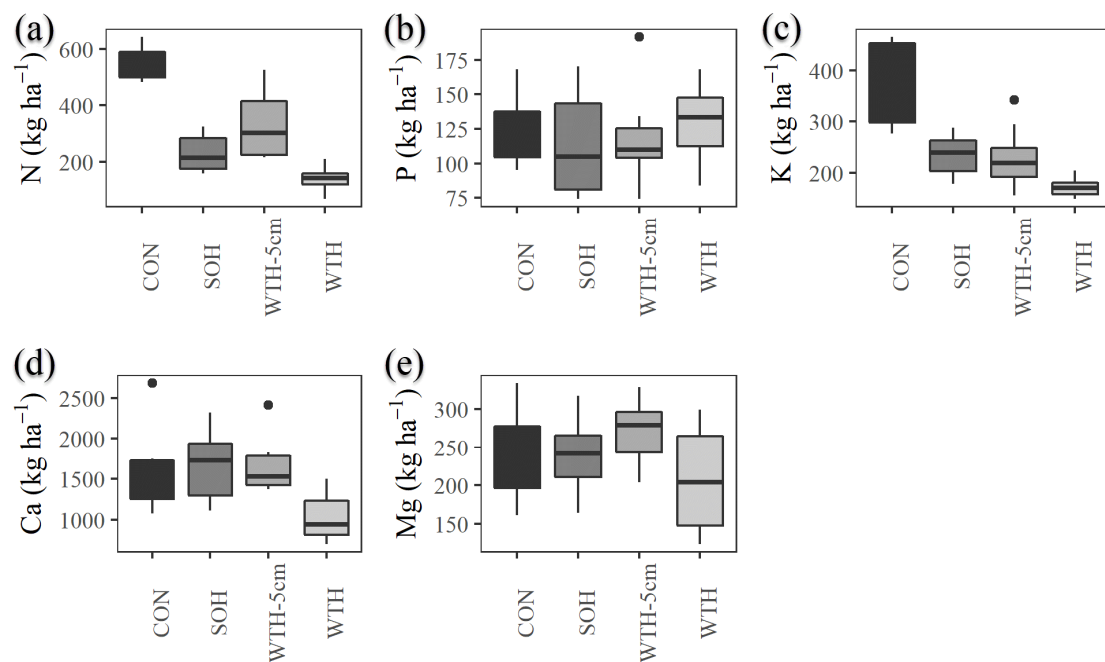 (a)
N (kg ha⁻¹)
600
400
200
CON
SOH
WTH-5cm
WTH
(b)
P (kg ha⁻¹)
175
150
125
100
75
CON
SOH
WTH-5cm
WTH
(c)
K (kg ha⁻¹)
400
300
200
CON
SOH
WTH-5cm
WTH
(d)
Ca (kg ha⁻¹)
2500
2000
1500
1000
CON
SOH
WTH-5cm
WTH
(e)
Mg (kg ha⁻¹)
300
250
200
150
CON
SOH
WTH-5cm
WTH